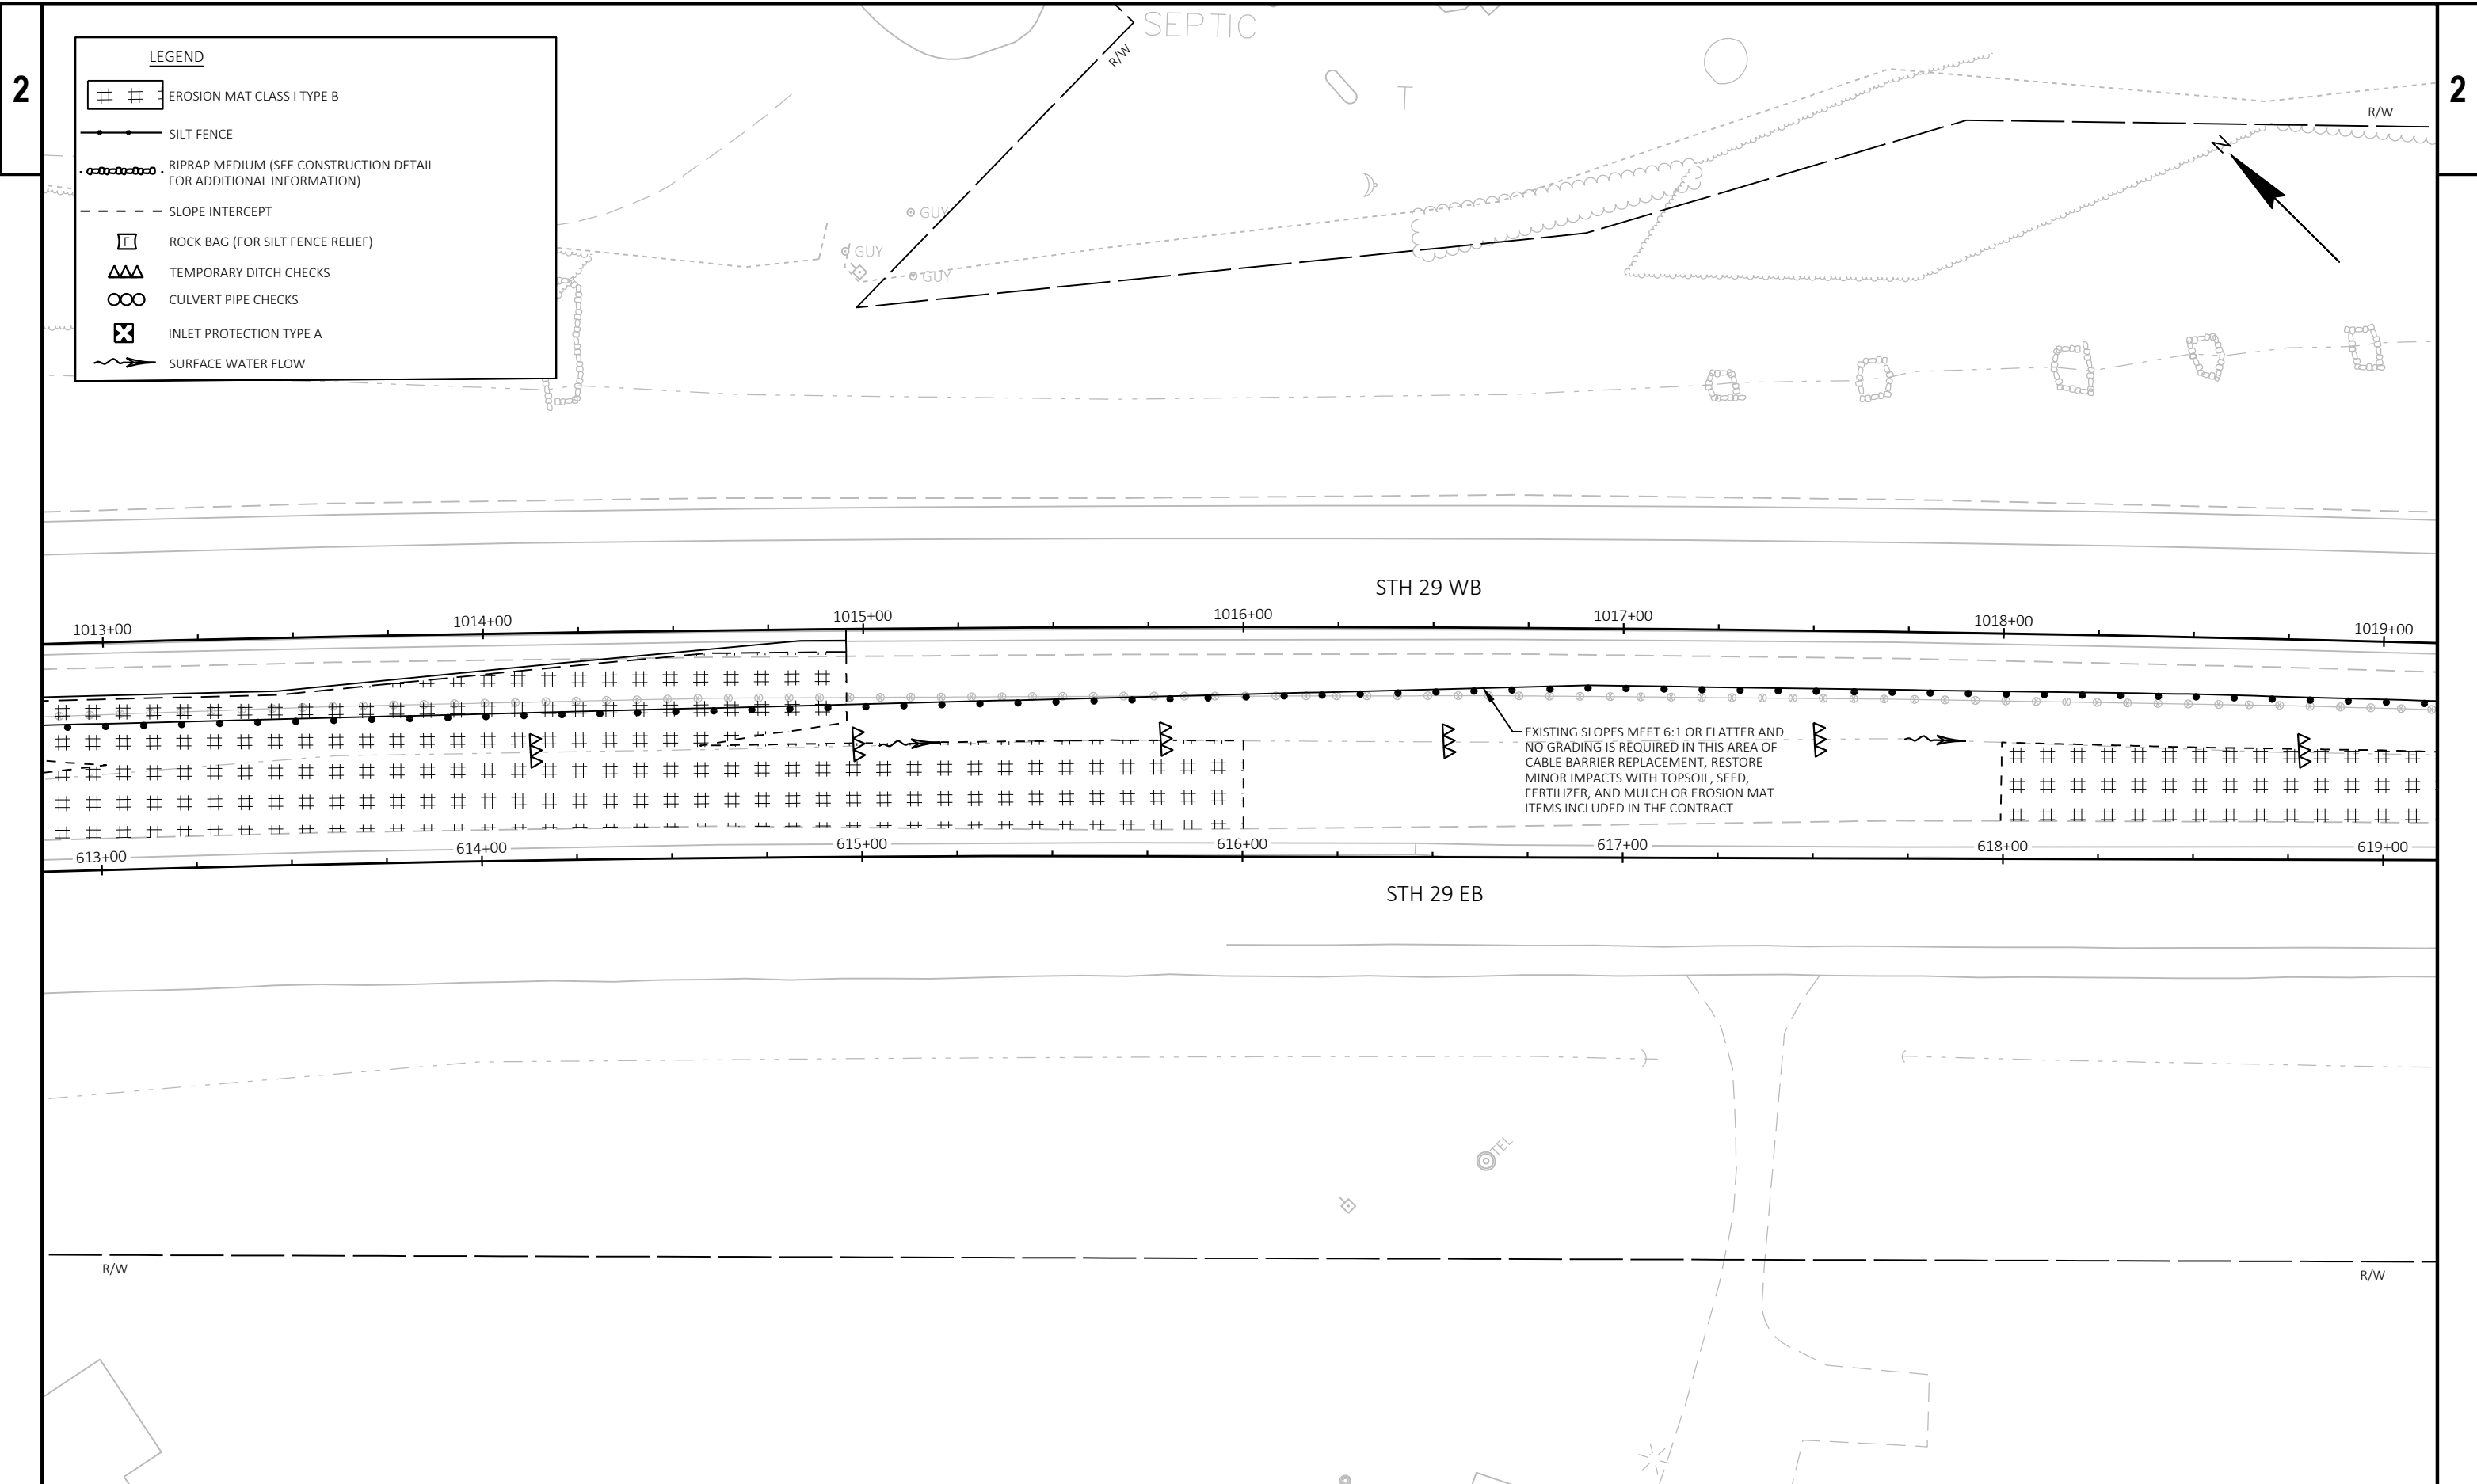 2
2
LEGEND
EROSION MAT CLASS I TYPE B
SILT FENCE
RIPRAP MEDIUM (SEE CONSTRUCTION DETAIL
FOR ADDITIONAL INFORMATION)
SLOPE INTERCEPT
F ROCK BAG (FOR SILT FENCE RELIEF)
TEMPORARY DITCH CHECKS
CULVERT PIPE CHECKS
INLET PROTECTION TYPE A
SURFACE WATER FLOW
SEPTIC
R/W
R/W
N
GUY
GUY
GUY
STH 29 WB
1013+00
1014+00
1015+00
1016+00
1017+00
1018+00
1019+00
EXISTING SLOPES MEET 6:1 OR FLATTER AND
NO GRADING IS REQUIRED IN THIS AREA OF
CABLE BARRIER REPLACEMENT, RESTORE
MINOR IMPACTS WITH TOPSOIL, SEED,
FERTILIZER, AND MULCH OR EROSION MAT
ITEMS INCLUDED IN THE CONTRACT
613+00
614+00
615+00
616+00
617+00
618+00
619+00
STH 29 EB
TEL
R/W
R/W